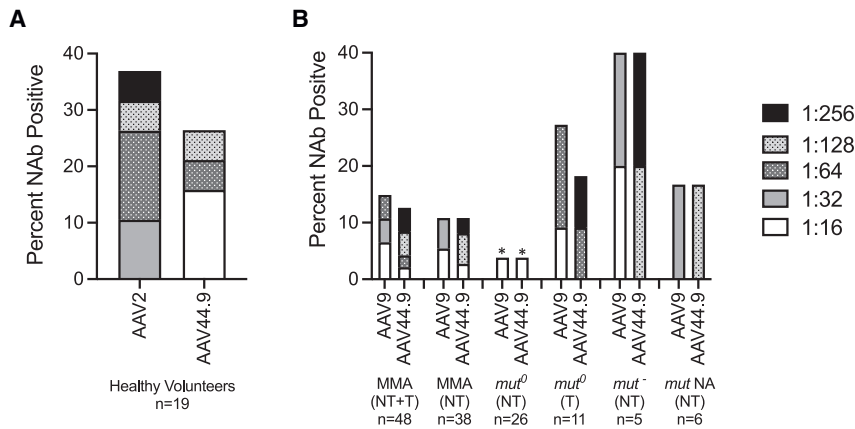 A
B
Percent NAb Positive
40
30
20
10
0
AAV2
AAV44.9
Healthy Volunteers
n=19
Percent NAb Positive
40
30
20
10
0
* *
AAV9
AAV44.9
AAV9
AAV44.9
AAV9
AAV44.9
AAV9
AAV44.9
AAV9
AAV44.9
AAV9
AAV44.9
MMA
(NT+T)
n=48
MMA
(NT)
n=38
mut⁰
(NT)
n=26
mut⁰
(T)
n=11
mut⁻
(NT)
n=5
mut NA
(NT)
n=6
1:256
1:128
1:64
1:32
1:16